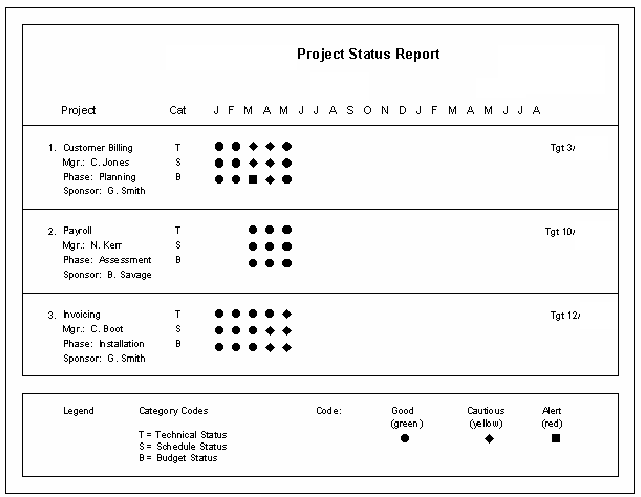 Project Status Report
Project Cat J F M A M J J A S O N D J F M A M J J A
1. Customer Billing T Tgt 3/
Mgr.: C. Jones S
Phase: Planning B
Sponsor: G. Smith
2. Payroll T Tgt 10/
Mgr.: N. Kerr S
Phase: Assessment B
Sponsor: B. Savage
3. Invoicing T Tgt 12/
Mgr.: C. Boot S
Phase: Installation B
Sponsor: G. Smith
Legend Category Codes Code: Good Cautious Alert
(green) (yellow) (red)
T = Technical Status
S = Schedule Status
B = Budget Status